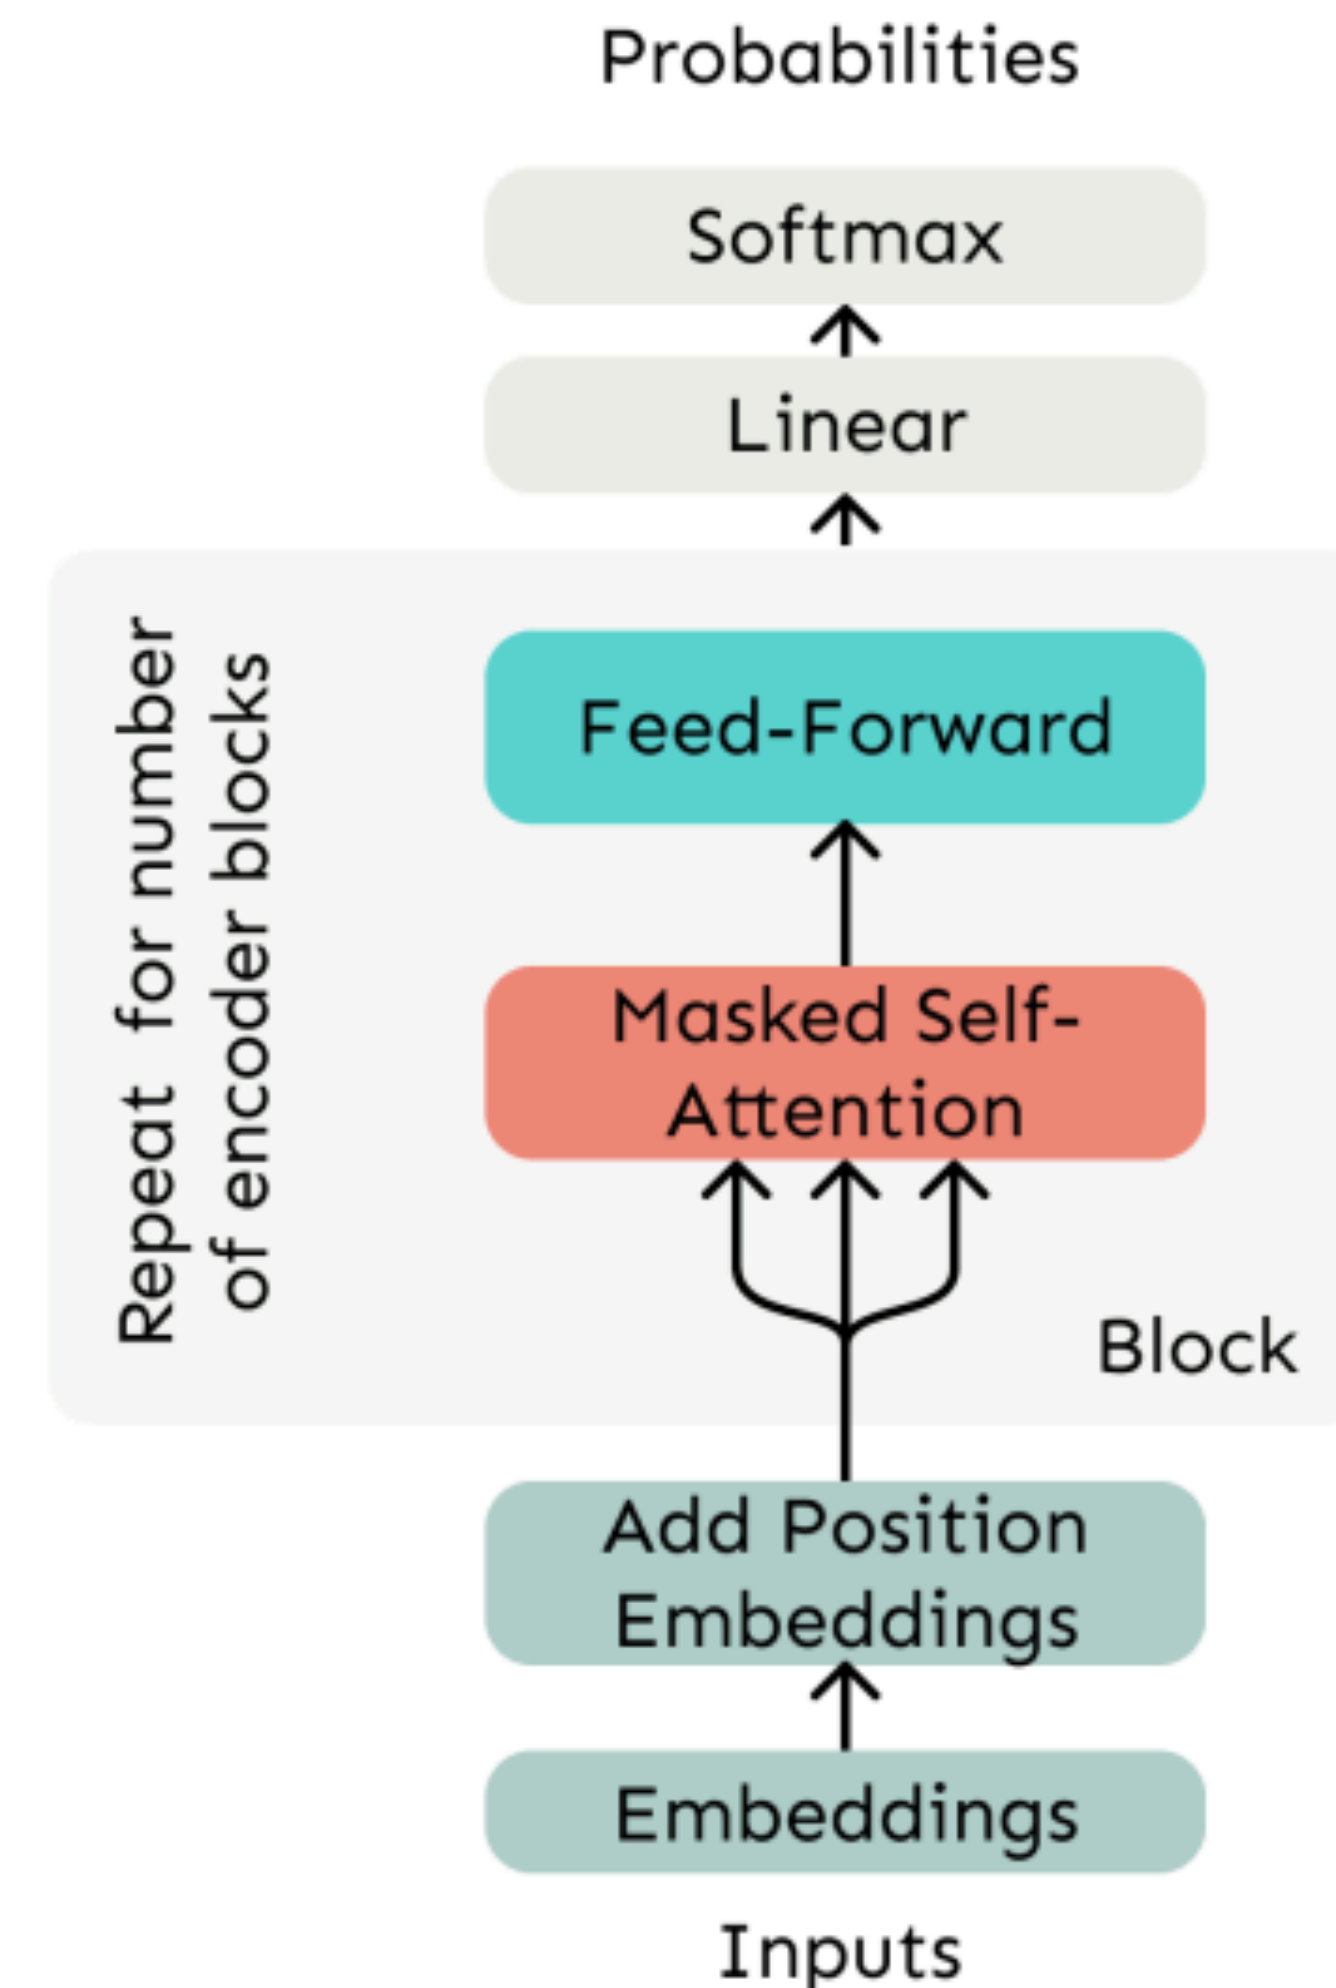 Probabilities
Softmax
Linear
Repeat for number
of encoder blocks
Feed-Forward
Masked Self-
Attention
Block
Add Position
Embeddings
Embeddings
Inputs